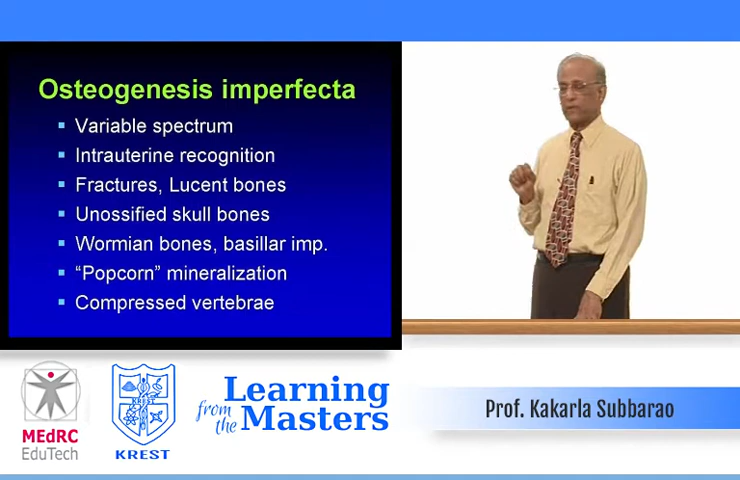 Osteogenesis imperfecta
▪ Variable spectrum
▪ Intrauterine recognition
▪ Fractures, Lucent bones
▪ Unossified skull bones
▪ Wormian bones, basillar imp.
▪ “Popcorn” mineralization
▪ Compressed vertebrae
MEdRC
EduTech
KREST
KREST
Learning
from the
Masters
Prof. Kakarla Subbarao